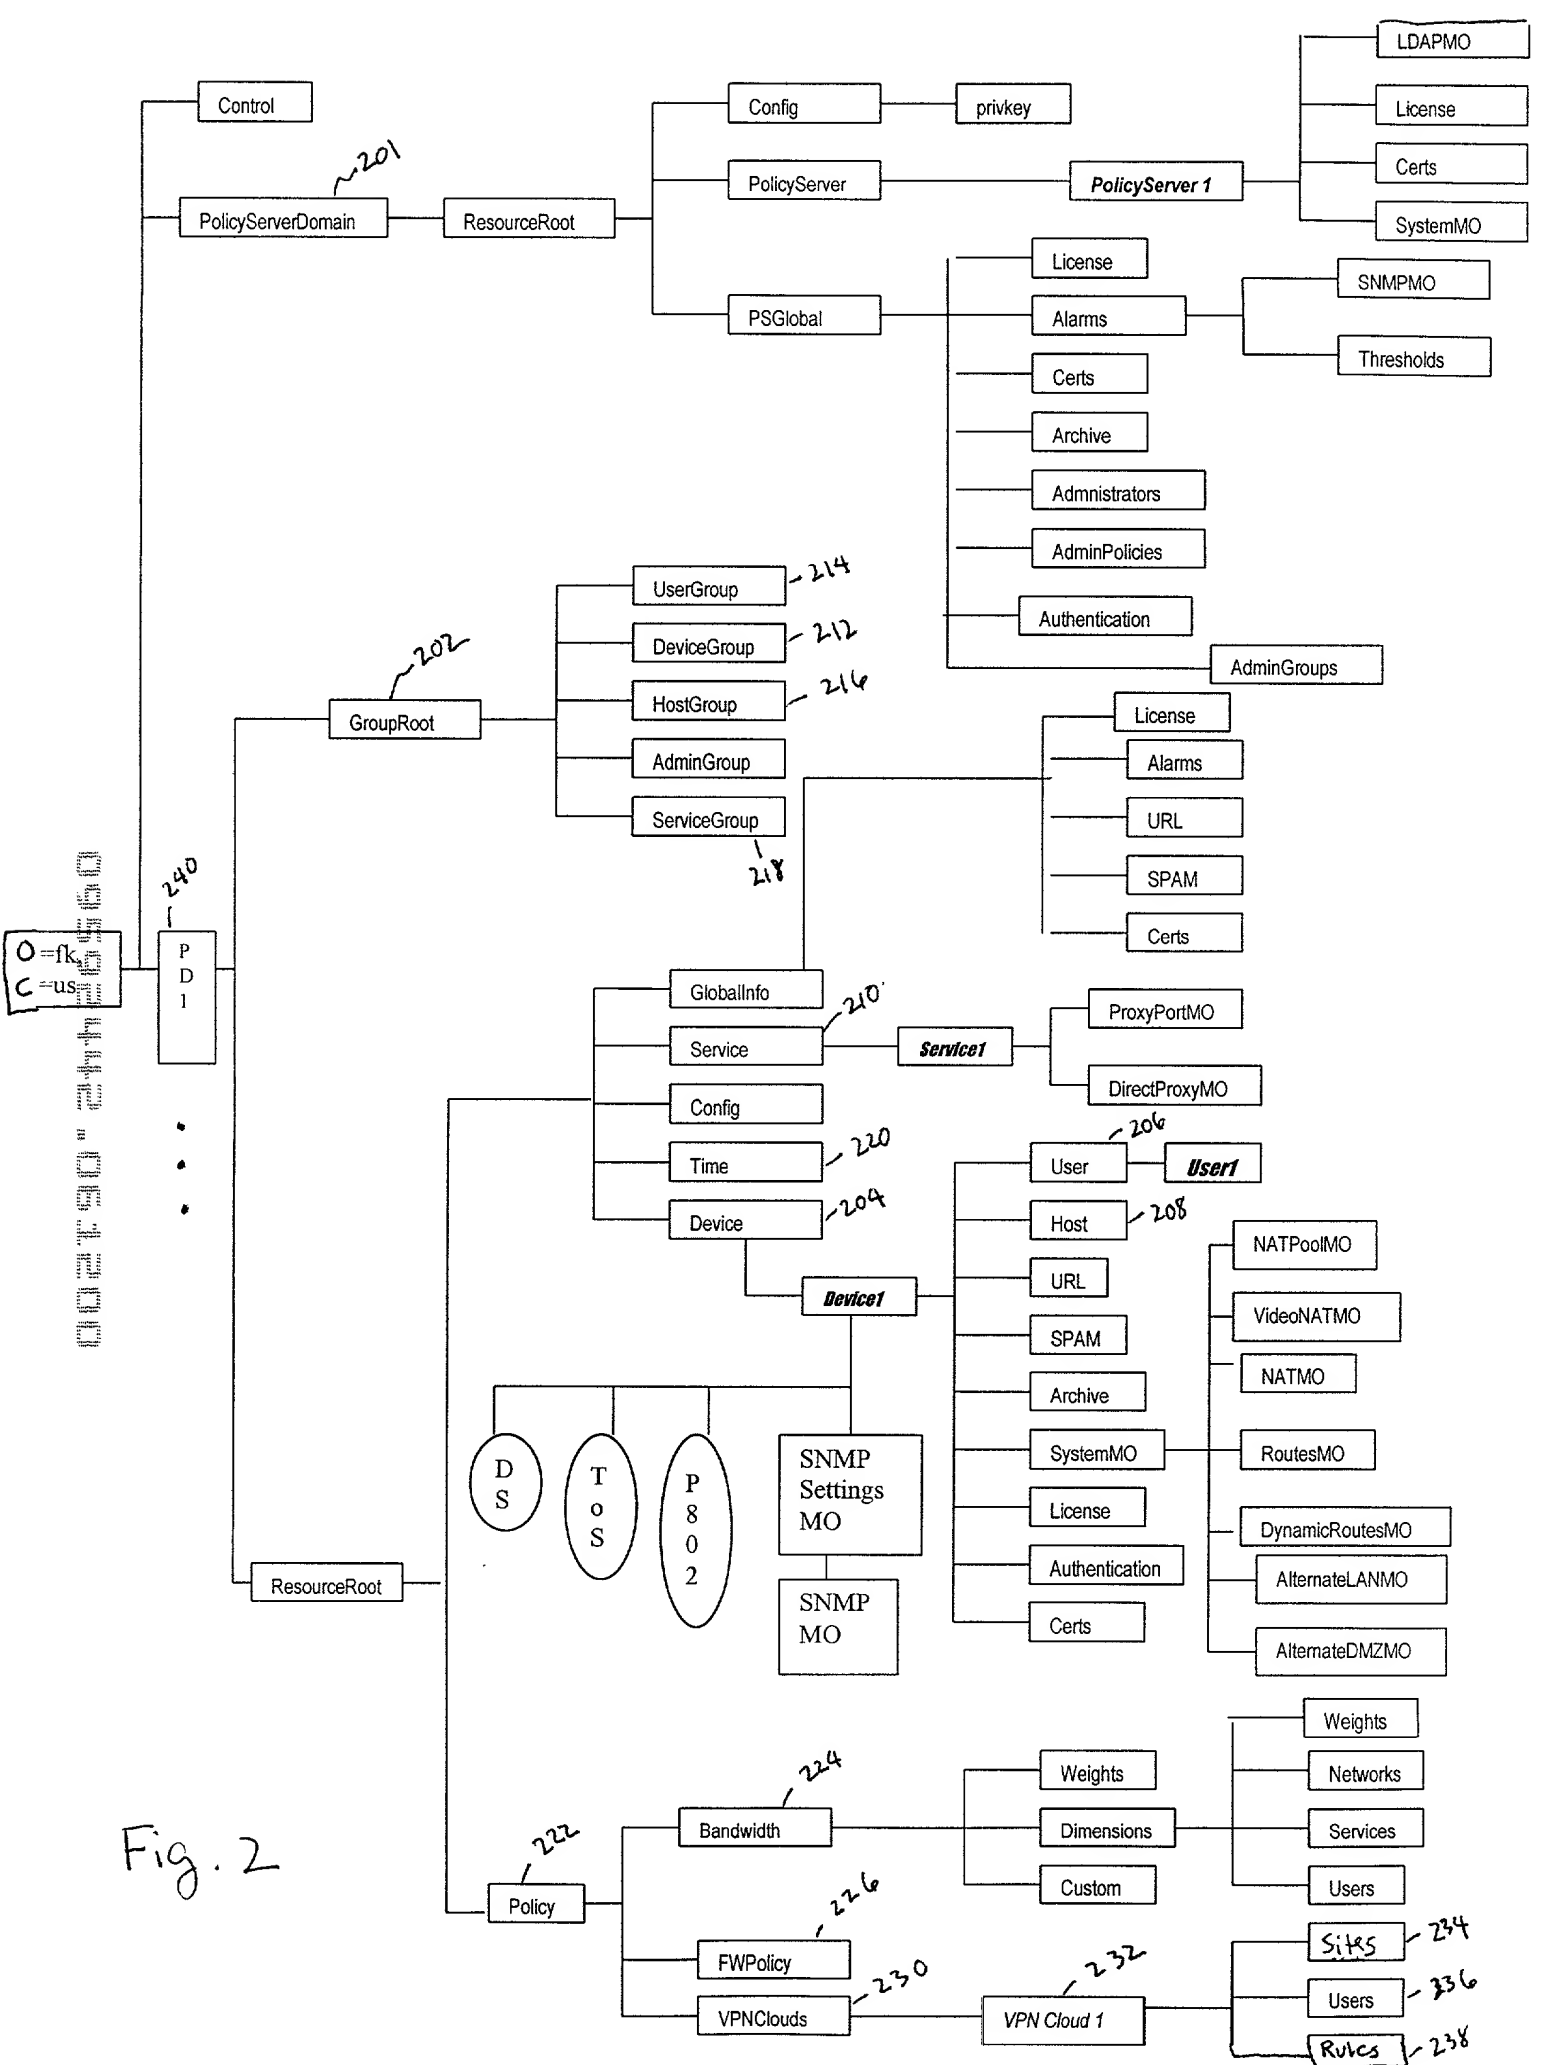 LDAPMO
Control
Config
privkey
License
201
Certs
PolicyServer
PolicyServer 1
PolicyServerDomain
ResourceRoot
SystemMO
License
SNMPMO
PSGlobal
Alarms
Thresholds
Certs
Archive
Admnistrators
AdminPolicies
UserGroup
214
Authentication
DeviceGroup
212
202
AdminGroups
HostGroup
216
GroupRoot
License
AdminGroup
Alarms
ServiceGroup
URL
218
240
SPAM
Certs
O=fk,
C=us
P
D
1
09592442.061200
GlobalInfo
210
ProxyPortMO
Service
Service1
DirectProxyMO
Config
206
Time
220
User
User1
Device
204
Host
208
NATPoolMO
URL
Device1
VideoNATMO
SPAM
NATMO
Archive
D
S
T
o
S
P
8
0
2
SNMP
Settings
MO
SystemMO
RoutesMO
License
DynamicRoutesMO
Authentication
AlternateLANMO
ResourceRoot
SNMP
MO
Certs
AlternateDMZMO
Weights
224
Weights
Networks
Bandwidth
Dimensions
Services
Fig. 2
222
Custom
Users
Policy
226
Sites
234
FWPolicy
230
232
Users
236
VPNClouds
VPN Cloud 1
Rules
238